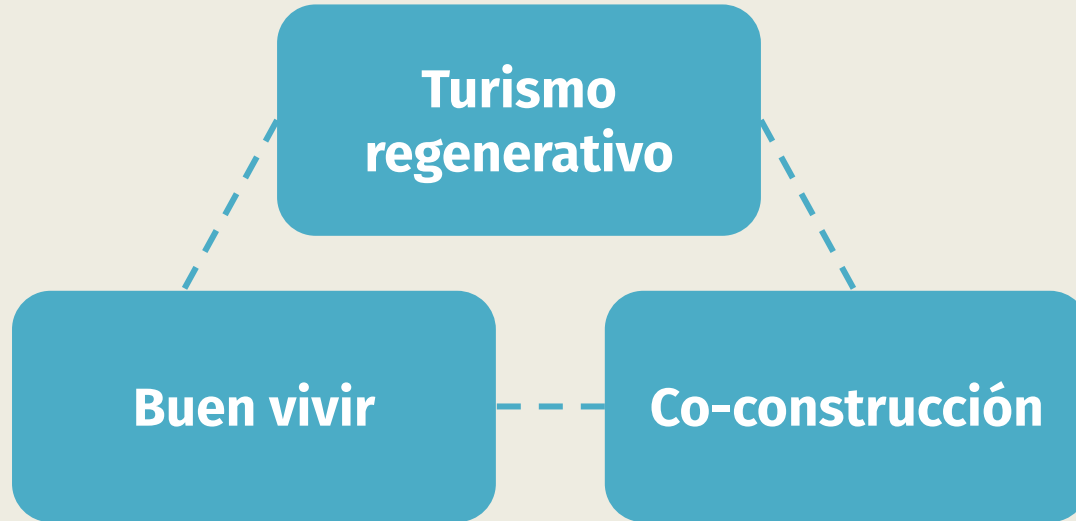 Turismo
regenerativo
Buen vivir
Co-construcción